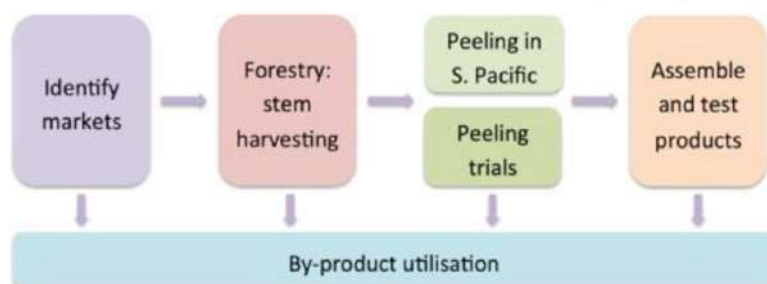 Identify
markets
Forestry:
stem
harvesting
Peeling in
S. Pacific
Peeling
trials
Assemble
and test
products
By-product utilisation